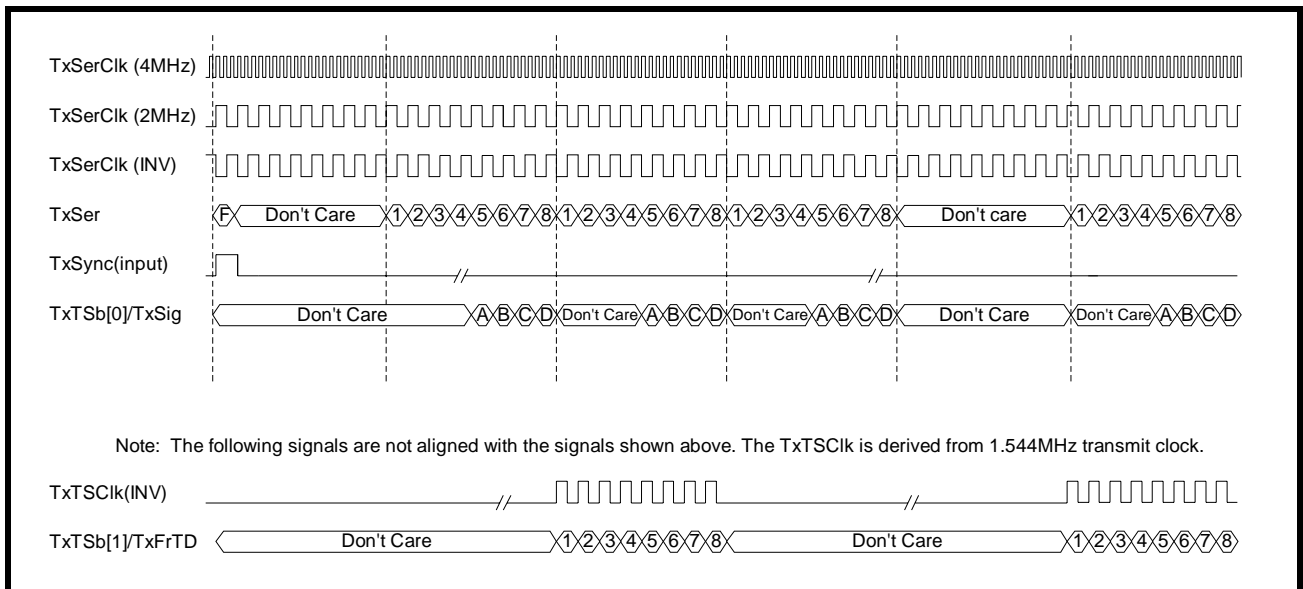 TxSerClk (4MHz)
TxSerClk (2MHz)
TxSerClk (INV)
TxSer F Don't Care 1 2 3 4 5 6 7 8 1 2 3 4 5 6 7 8 1 2 3 4 5 6 7 8 Don't care 1 2 3 4 5 6 7 8
TxSync(input)
TxTSb[0]/TxSig Don't Care A B C D Don't Care A B C D Don't Care A B C D Don't Care Don't Care A B C D
Note: The following signals are not aligned with the signals shown above. The TxTSClk is derived from 1.544MHz transmit clock.
TxTSClk(INV)
TxTSb[1]/TxFrTD Don't Care 1 2 3 4 5 6 7 8 Don't Care 1 2 3 4 5 6 7 8